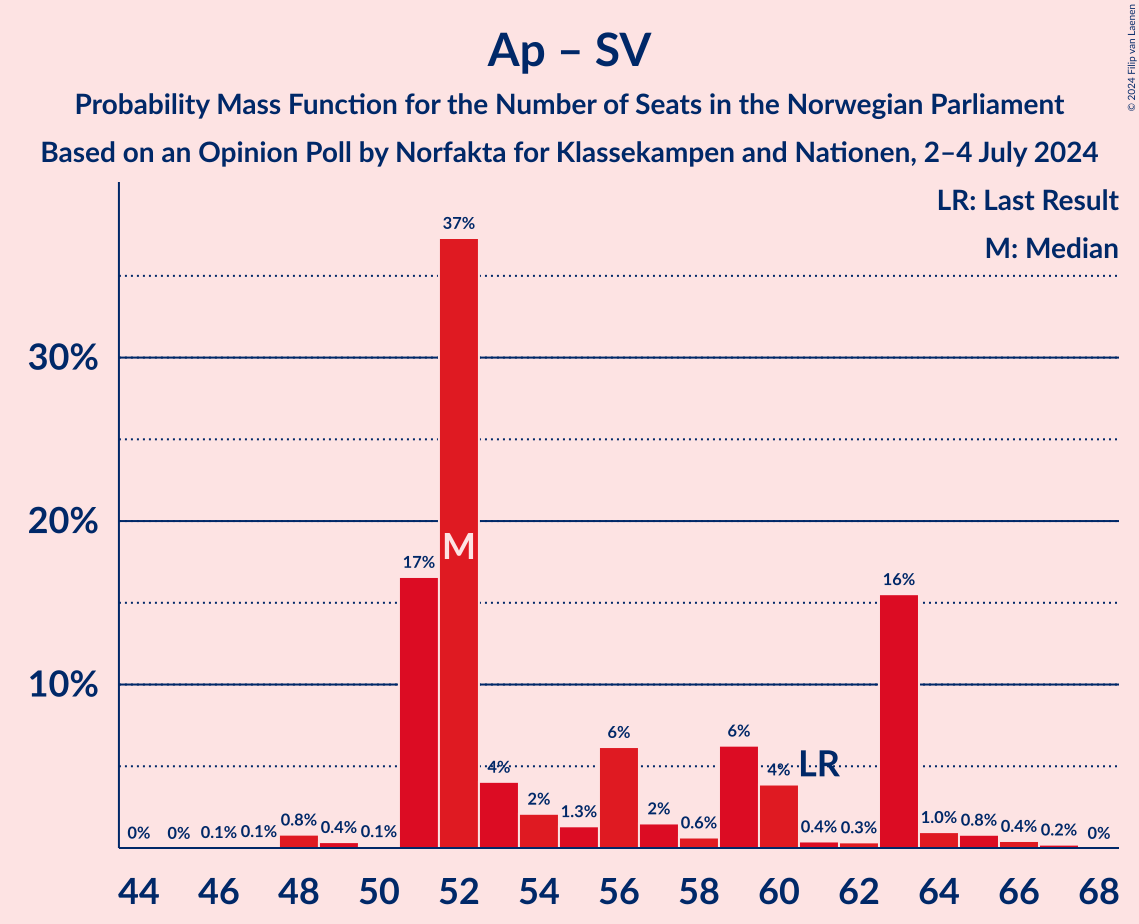 Ap – SV
Probability Mass Function for the Number of Seats in the Norwegian Parliament
Based on an Opinion Poll by Norfakta for Klassekampen and Nationen, 2–4 July 2024
© 2024 Filip van Laenen
LR: Last Result
M: Median
30%
20%
10%
0% 0% 0.1% 0.1% 0.8% 0.4% 0.1% 17% 37% 4% 2% 1.3% 6% 2% 0.6% 6% 4% 0.4% 0.3% 16% 1.0% 0.8% 0.4% 0.2% 0%
M
LR
44 46 48 50 52 54 56 58 60 62 64 66 68